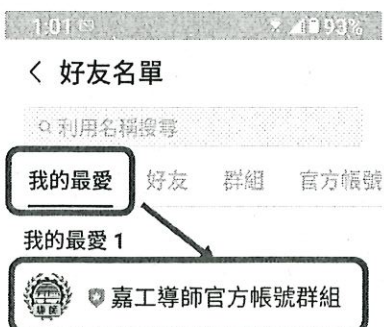 1:01 93%
< 好友名單
利用名稱搜尋
我的最愛 好友 群組 官方帳號
我的最愛 1
嘉工導師官方帳號群組